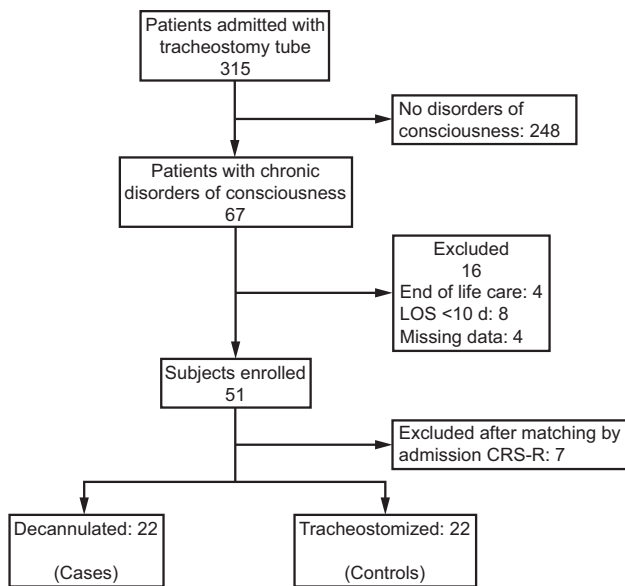 Patients admitted with
tracheostomy tube
315
No disorders of
consciousness: 248
Patients with chronic
disorders of consciousness
67
Excluded
16
End of life care: 4
LOS <10 d: 8
Missing data: 4
Subjects enrolled
51
Excluded after matching by
admission CRS-R: 7
Decannulated: 22
(Cases)
Tracheostomized: 22
(Controls)